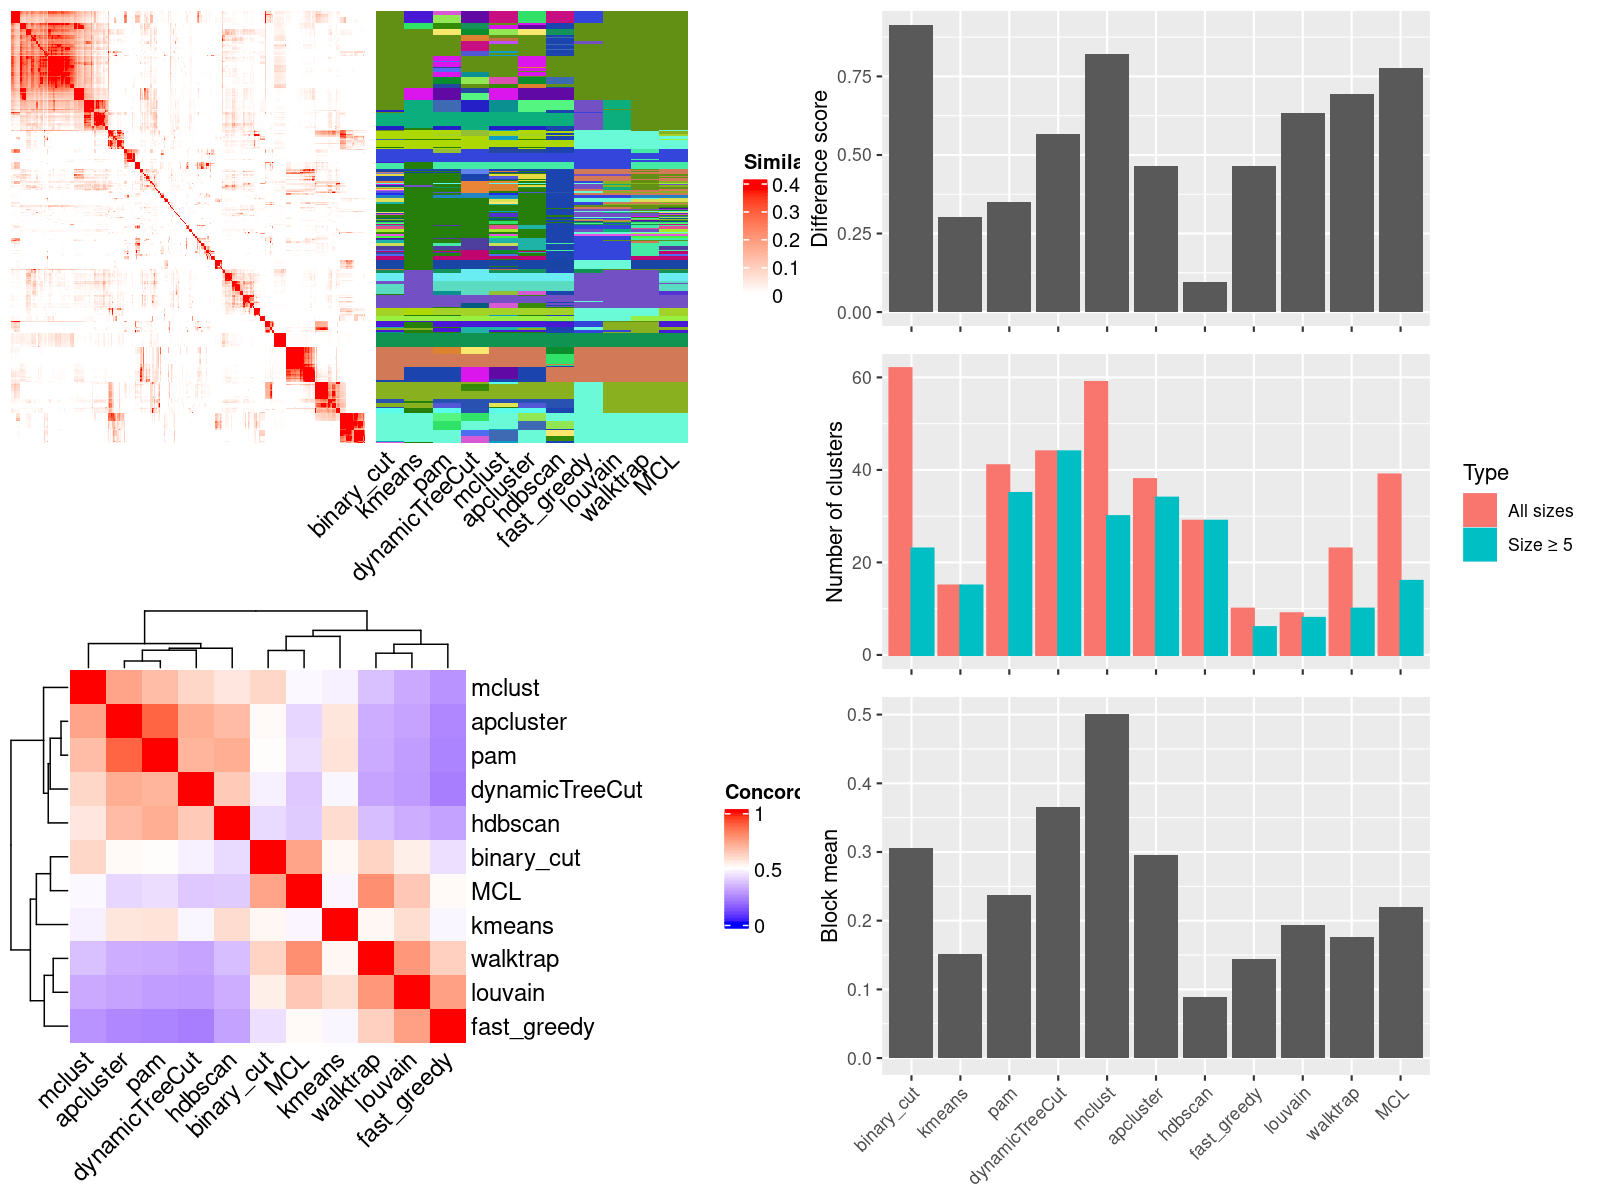 Simila
0.4
0.3
0.2
0.1
0
binary_cut
kmeans
pam
dynamicTreeCut
mclust
apcluster
hdbscan
fast_greedy
louvain
walktrap
MCL
mclust
apcluster
pam
dynamicTreeCut
hdbscan
binary_cut
MCL
kmeans
walktrap
louvain
fast_greedy
mclust
apcluster
pam
dynamicTreeCut
hdbscan
binary_cut
MCL
kmeans
walktrap
louvain
fast_greedy
Concord
1
0.5
0
Difference score
0.75
0.50
0.25
0.00
Number of clusters
60
40
20
0
Type
All sizes
Size ≥ 5
Block mean
0.5
0.4
0.3
0.2
0.1
0.0
binary_cut
kmeans
pam
dynamicTreeCut
mclust
apcluster
hdbscan
fast_greedy
louvain
walktrap
MCL